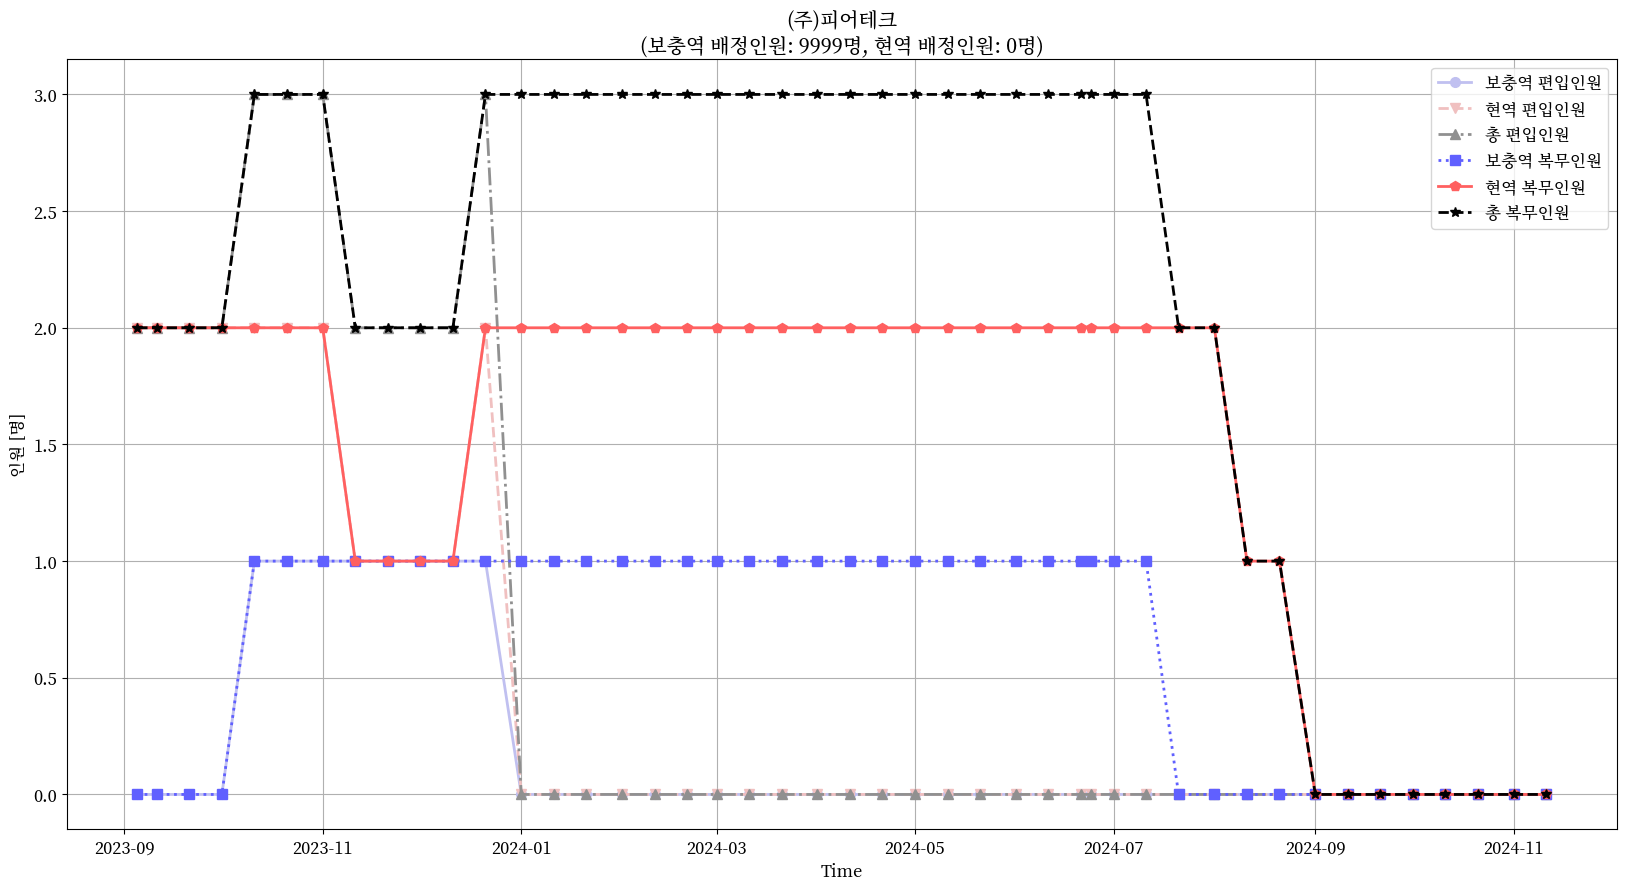 (주)피어테크
(보충역 배정인원: 9999명, 현역 배정인원: 0명)
보충역 편입인원
현역 편입인원
총 편입인원
보충역 복무인원
현역 복무인원
총 복무인원
3.0
2.5
2.0
1.5
1.0
0.5
0.0
인원 [명]
2023-09
2023-11
2024-01
2024-03
2024-05
2024-07
2024-09
2024-11
Time